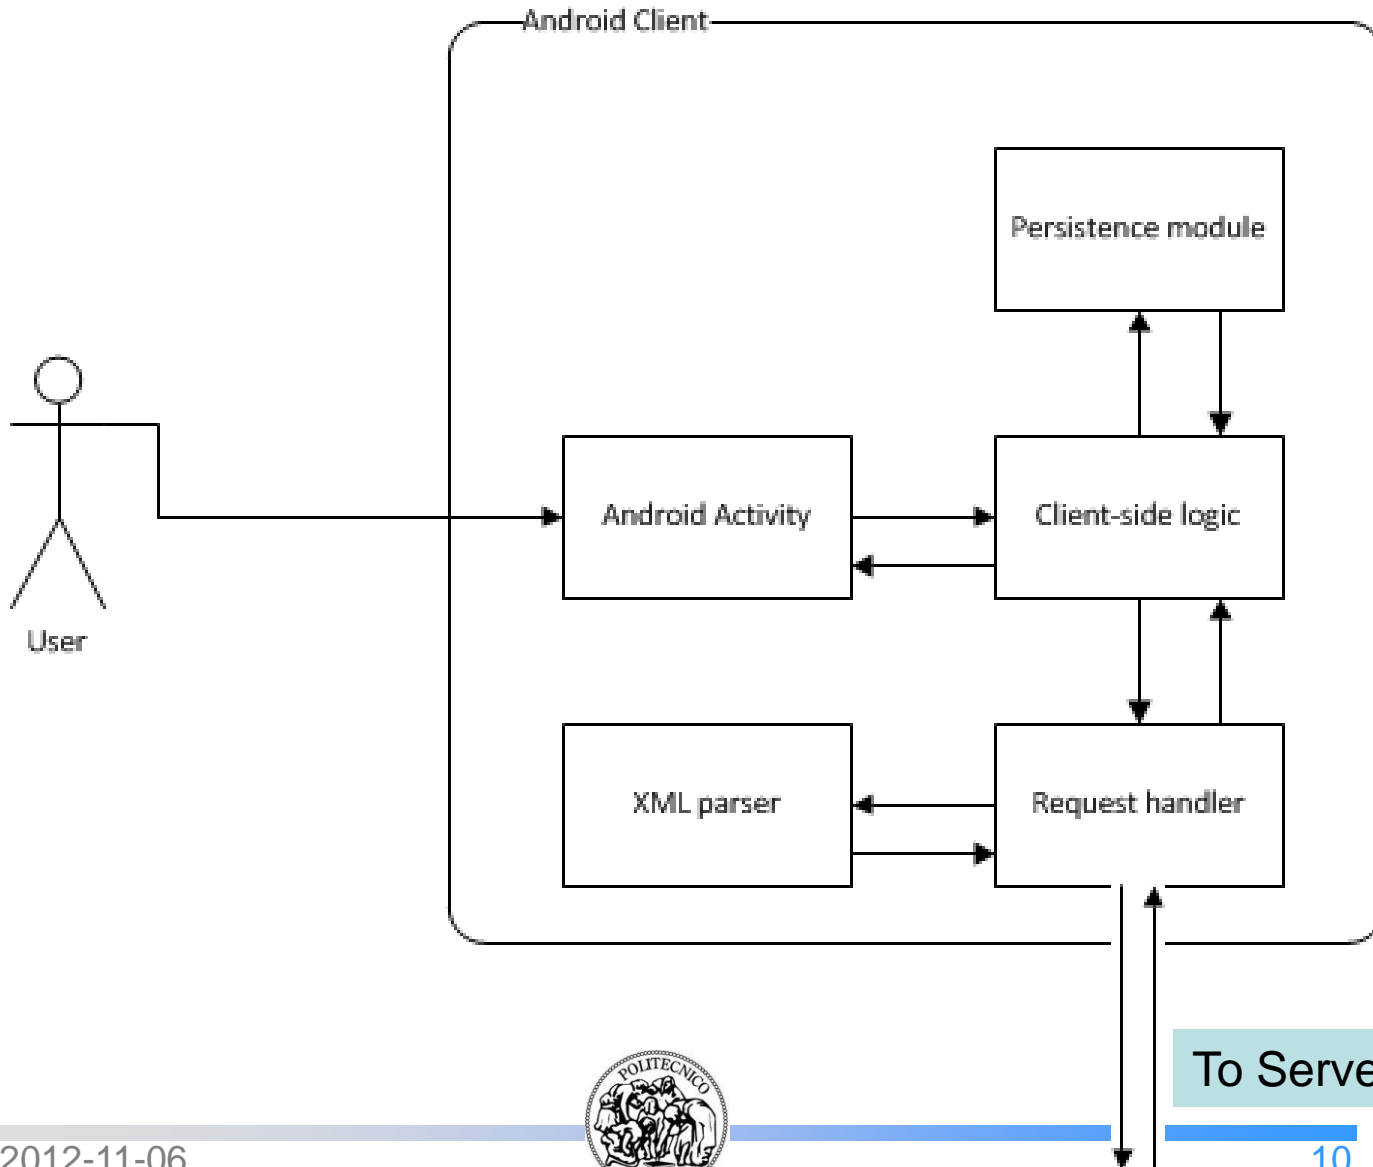 Android Client
Persistence module
Android Activity
Client-side logic
User
XML parser
Request handler
To Serve
POLITECNICO
2012-11-06
10